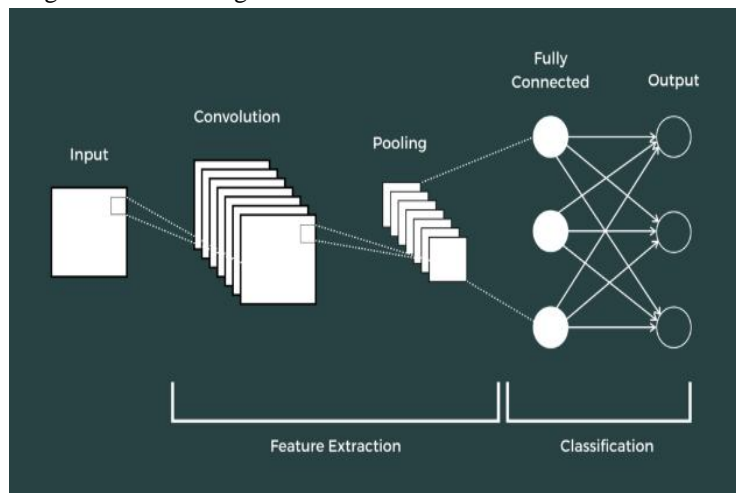 Input
Convolution
Pooling
Fully
Connected
Output
Feature Extraction
Classification